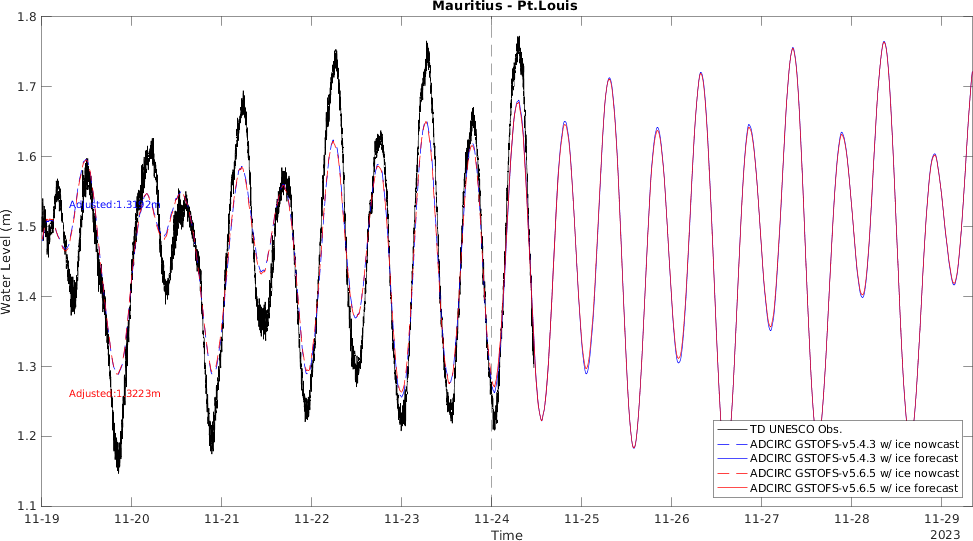 Mauritius - Pt.Louis
1.8
1.7
1.6
1.5
1.4
1.3
1.2
1.1
Water Level (m)
Adjusted:1.3192m
Adjusted:1.3223m
11-19
11-20
11-21
11-22
11-23
11-24
11-25
11-26
11-27
11-28
11-29
2023
Time
TD UNESCO Obs.
ADCIRC GSTOFS-v5.4.3 w/ ice nowcast
ADCIRC GSTOFS-v5.4.3 w/ ice forecast
ADCIRC GSTOFS-v5.6.5 w/ ice nowcast
ADCIRC GSTOFS-v5.6.5 w/ ice forecast